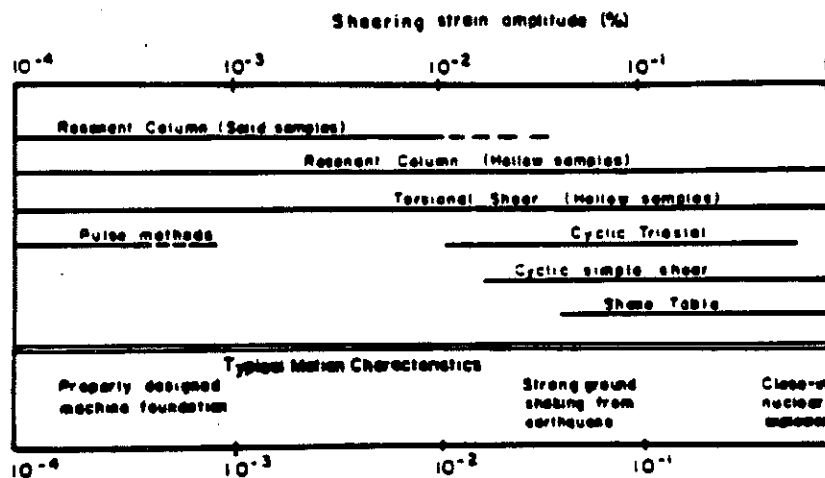 Shearing strain amplitude (%)
10-4 10-3 10-2 10-1
Resonant Column (Solid samples)
Resonant Column (Hollow samples)
Torsional Shear (Hollow samples)
Pulse methods Cyclic Triaxial
Cyclic simple shear
Shake Table
Typical Motion Characteristics
Properly designed Strong ground Close-
machine foundation shaking from nuclear
earthquake
10-4 10-3 10-2 10-1